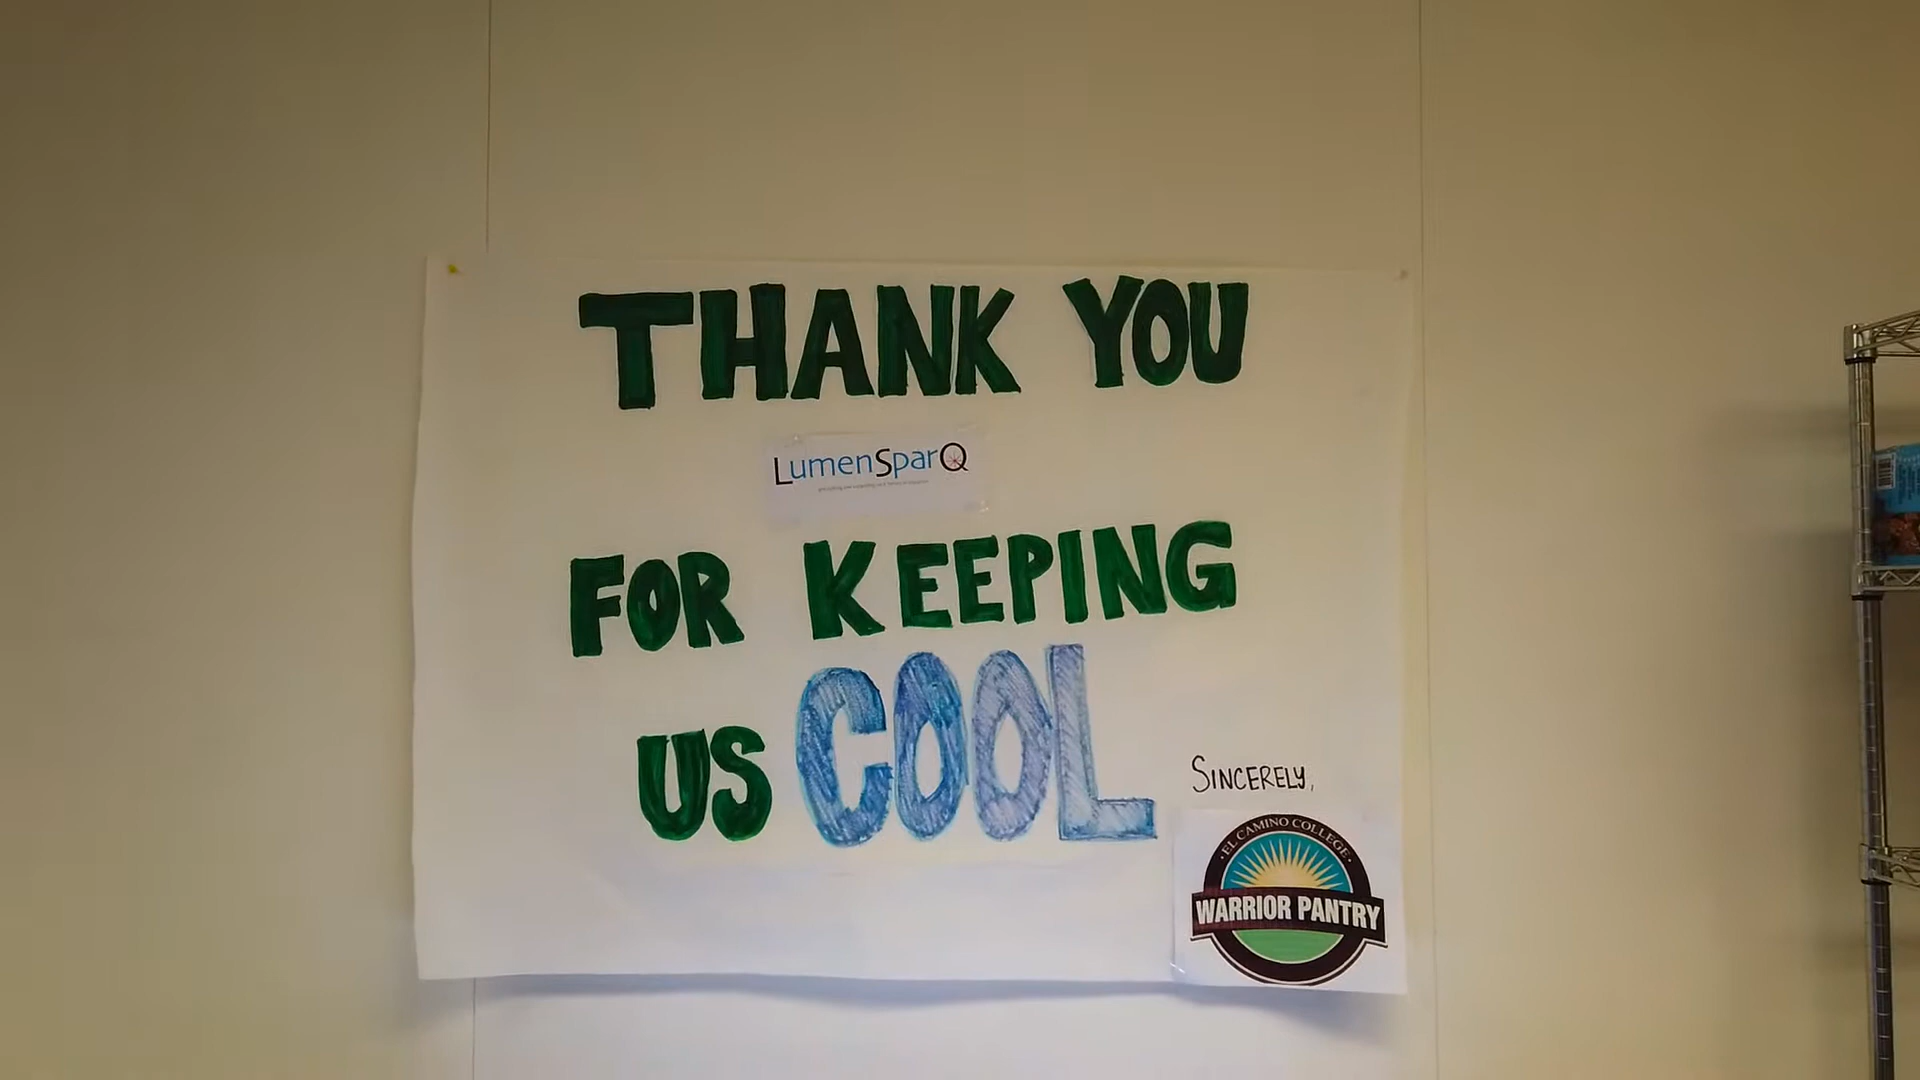 THANK YOU
LumenSparQ
FOR KEEPING
US COOL
SINCERELY,
· EL CAMINO COLLEGE ·
WARRIOR PANTRY